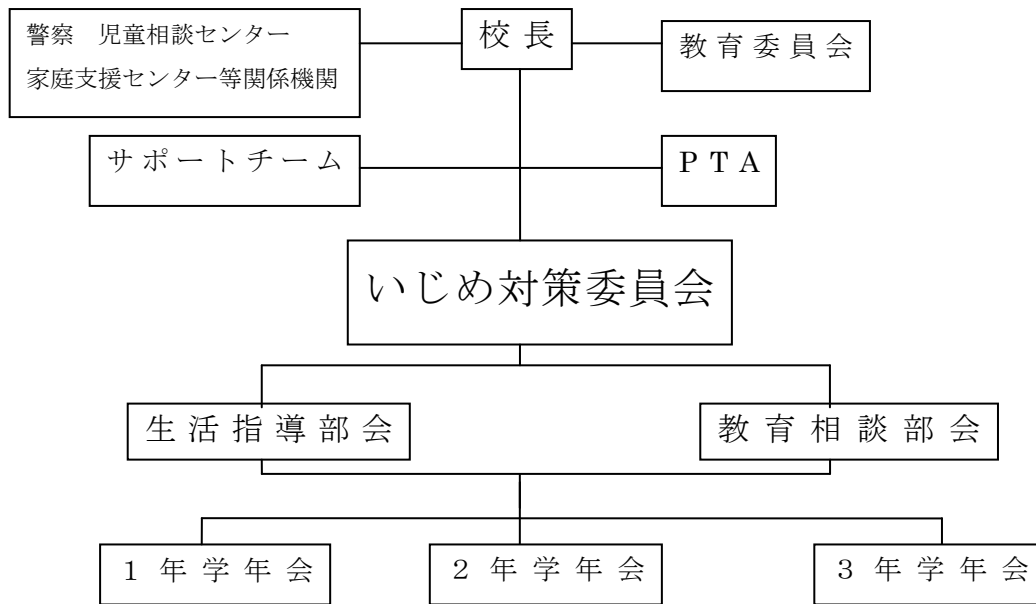 警察　児童相談センター
家庭支援センター等関係機関
校長
教育委員会
サポートチーム
ＰＴＡ
いじめ対策委員会
生活指導部会
教育相談部会
１年学年会
２年学年会
３年学年会